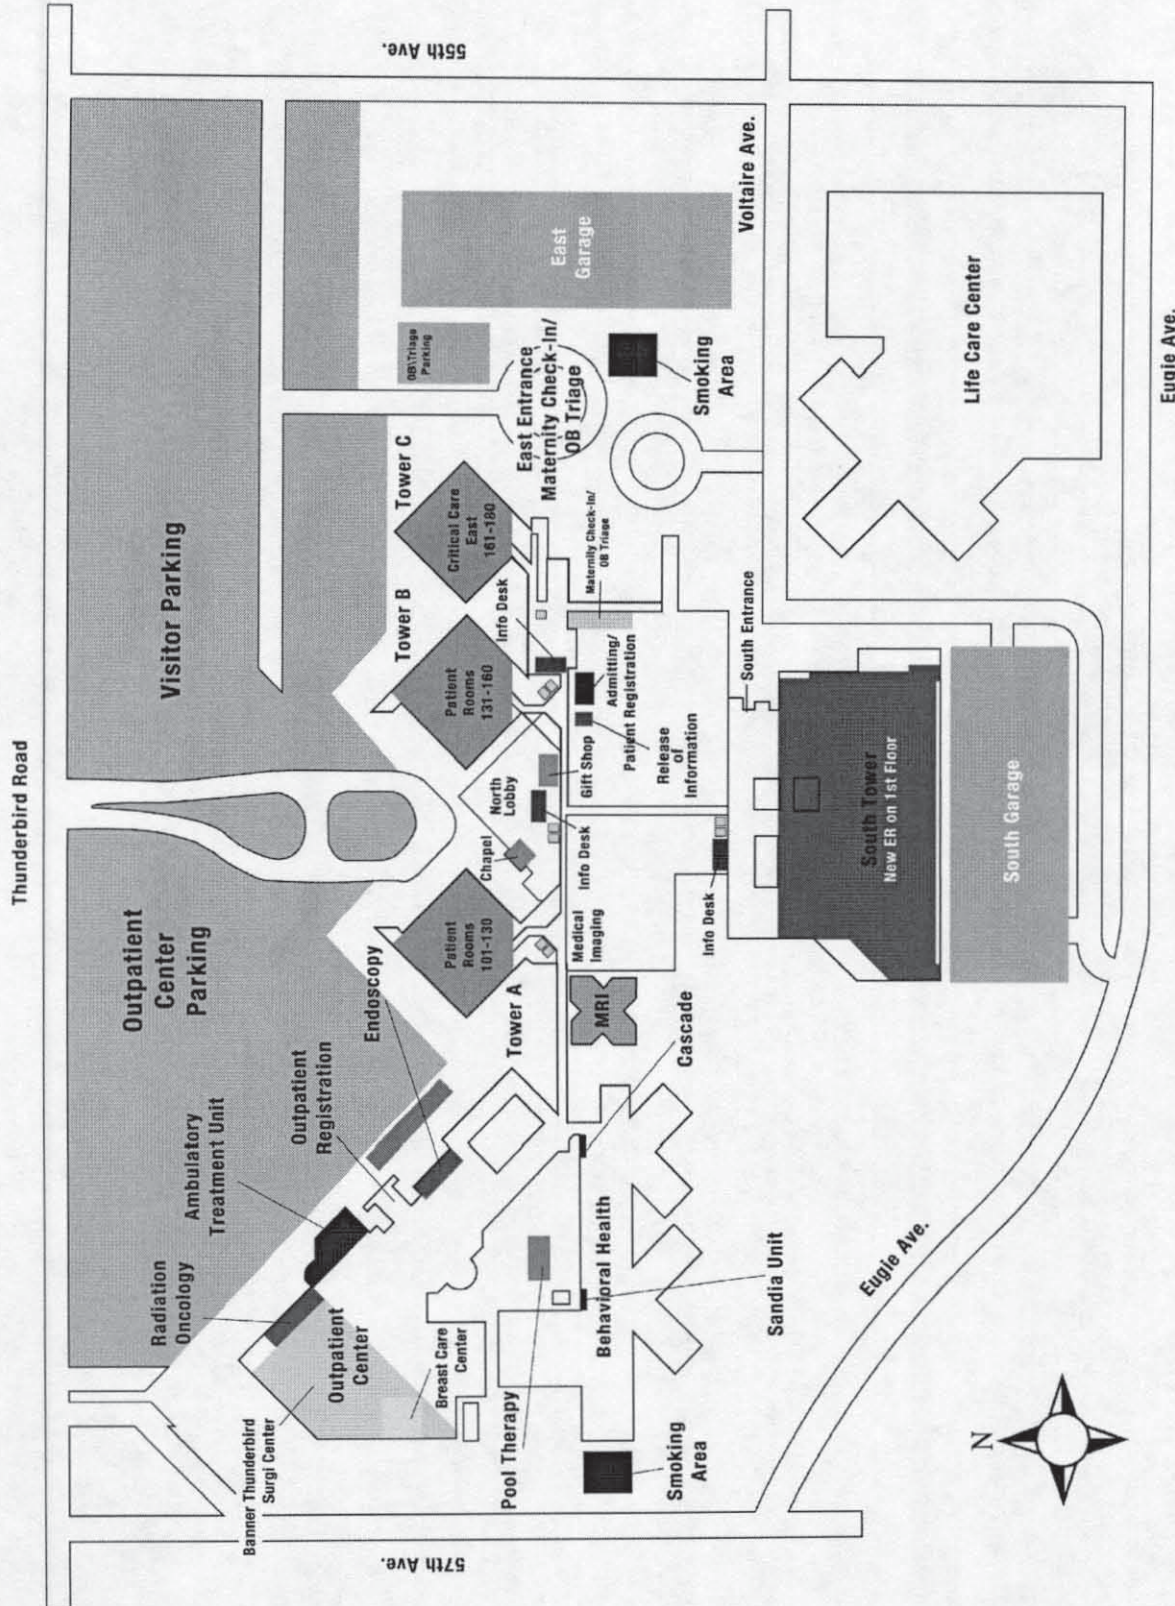 Thunderbird Road
55th Ave.
Visitor Parking
Outpatient
Center
Parking
East
Garage
OB\Triage
Parking
Voltaire Ave.
East Entrance
Maternity Check-In/
OB Triage
Smoking
Area
Tower C
Critical Care
East
161-180
Tower B
Patient
Rooms
131-160
Info Desk
Maternity Check-In/
OB Triage
Admitting/
Patient Registration
Release
of
Information
Gift Shop
North
Lobby
Info Desk
Chapel
Patient
Rooms
101-130
Tower A
Medical
Imaging
MRI
Info Desk
South Entrance
South Tower
New ER on 1st Floor
South Garage
Life Care Center
Eugie Ave.
Endoscopy
Outpatient
Registration
Ambulatory
Treatment Unit
Radiation
Oncology
Outpatient
Center
Breast Care
Center
Banner Thunderbird
Surgi Center
Pool Therapy
Behavioral Health
Cascade
Sandia Unit
Smoking
Area
Eugie Ave.
57th Ave.
N